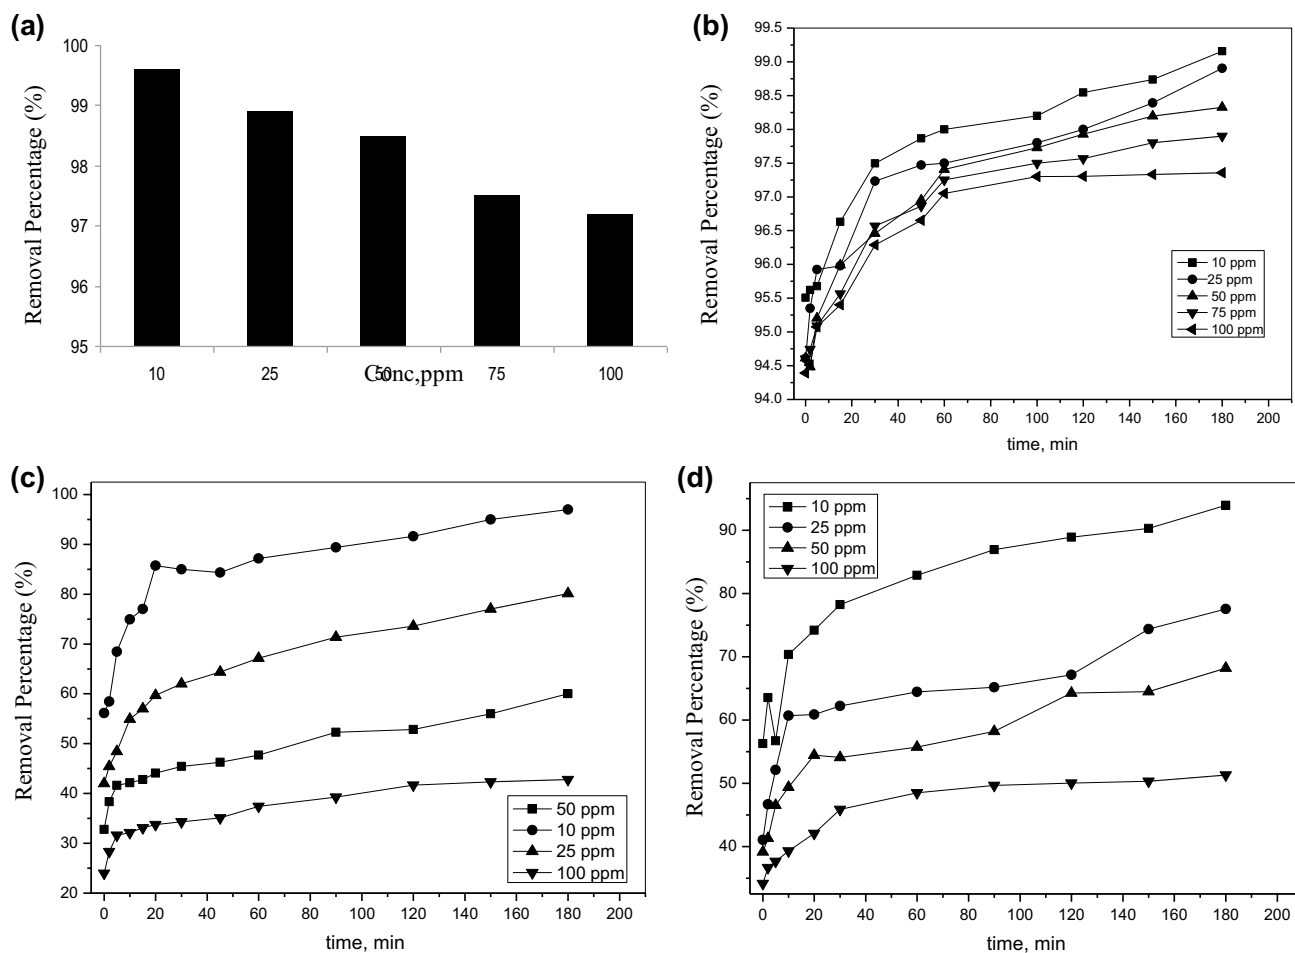 (a)
Removal Percentage (%)
100
99
98
97
96
95
10 25 50 75 100
Conc,ppm
(b)
Removal Percentage (%)
99.5
99.0
98.5
98.0
97.5
97.0
96.5
96.0
95.5
95.0
94.5
94.0
0 20 40 60 80 100 120 140 160 180 200
time, min
10 ppm
25 ppm
50 ppm
75 ppm
100 ppm
(c)
Removal Percentage (%)
100
90
80
70
60
50
40
30
20
0 20 40 60 80 100 120 140 160 180 200
time, min
50 ppm
10 ppm
25 ppm
100 ppm
(d)
Removal Percentage (%)
90
80
70
60
50
40
0 20 40 60 80 100 120 140 160 180 200
time, min
10 ppm
25 ppm
50 ppm
100 ppm